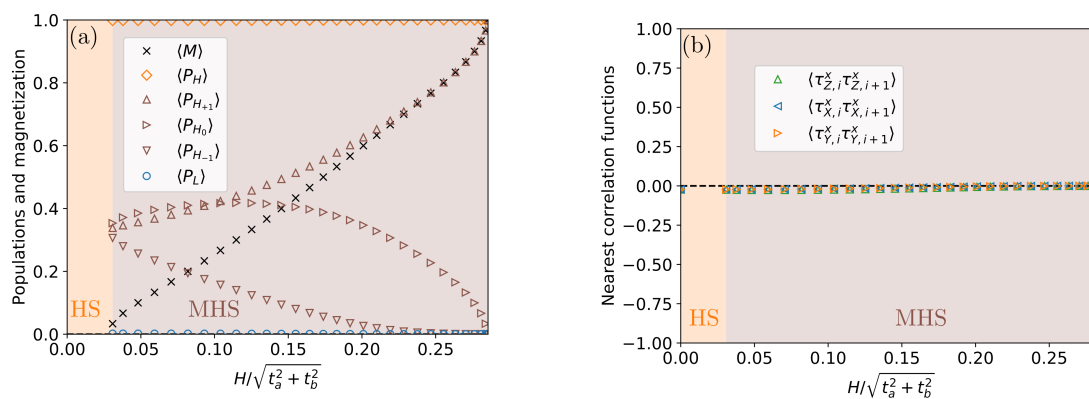 (a)
⟨M⟩
⟨P_H⟩
⟨P_{H_{+1}}⟩
⟨P_{H_0}⟩
⟨P_{H_{-1}}⟩
⟨P_L⟩
HS
MHS
Populations and magnetization
1.0
0.8
0.6
0.4
0.2
0.0
0.00 0.05 0.10 0.15 0.20 0.25
H/√(t_a^2 + t_b^2)
(b)
⟨τ^x_{Z,i} τ^x_{Z,i+1}⟩
⟨τ^x_{X,i} τ^x_{X,i+1}⟩
⟨τ^x_{Y,i} τ^x_{Y,i+1}⟩
HS
MHS
Nearest correlation functions
1.00
0.75
0.50
0.25
0.00
−0.25
−0.50
−0.75
−1.00
0.00 0.05 0.10 0.15 0.20 0.25
H/√(t_a^2 + t_b^2)